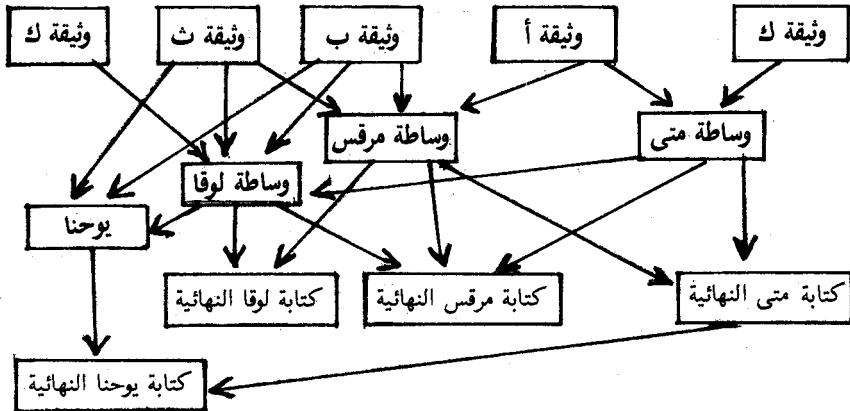 وثيقة ك
وثيقة أ
وثيقة ب
وثيقة ث
وثيقة ك
وساطة متى
وساطة مرقس
وساطة لوقا
يوحنا
كتابة متى النهائية
كتابة مرقس النهائية
كتابة لوقا النهائية
كتابة يوحنا النهائية